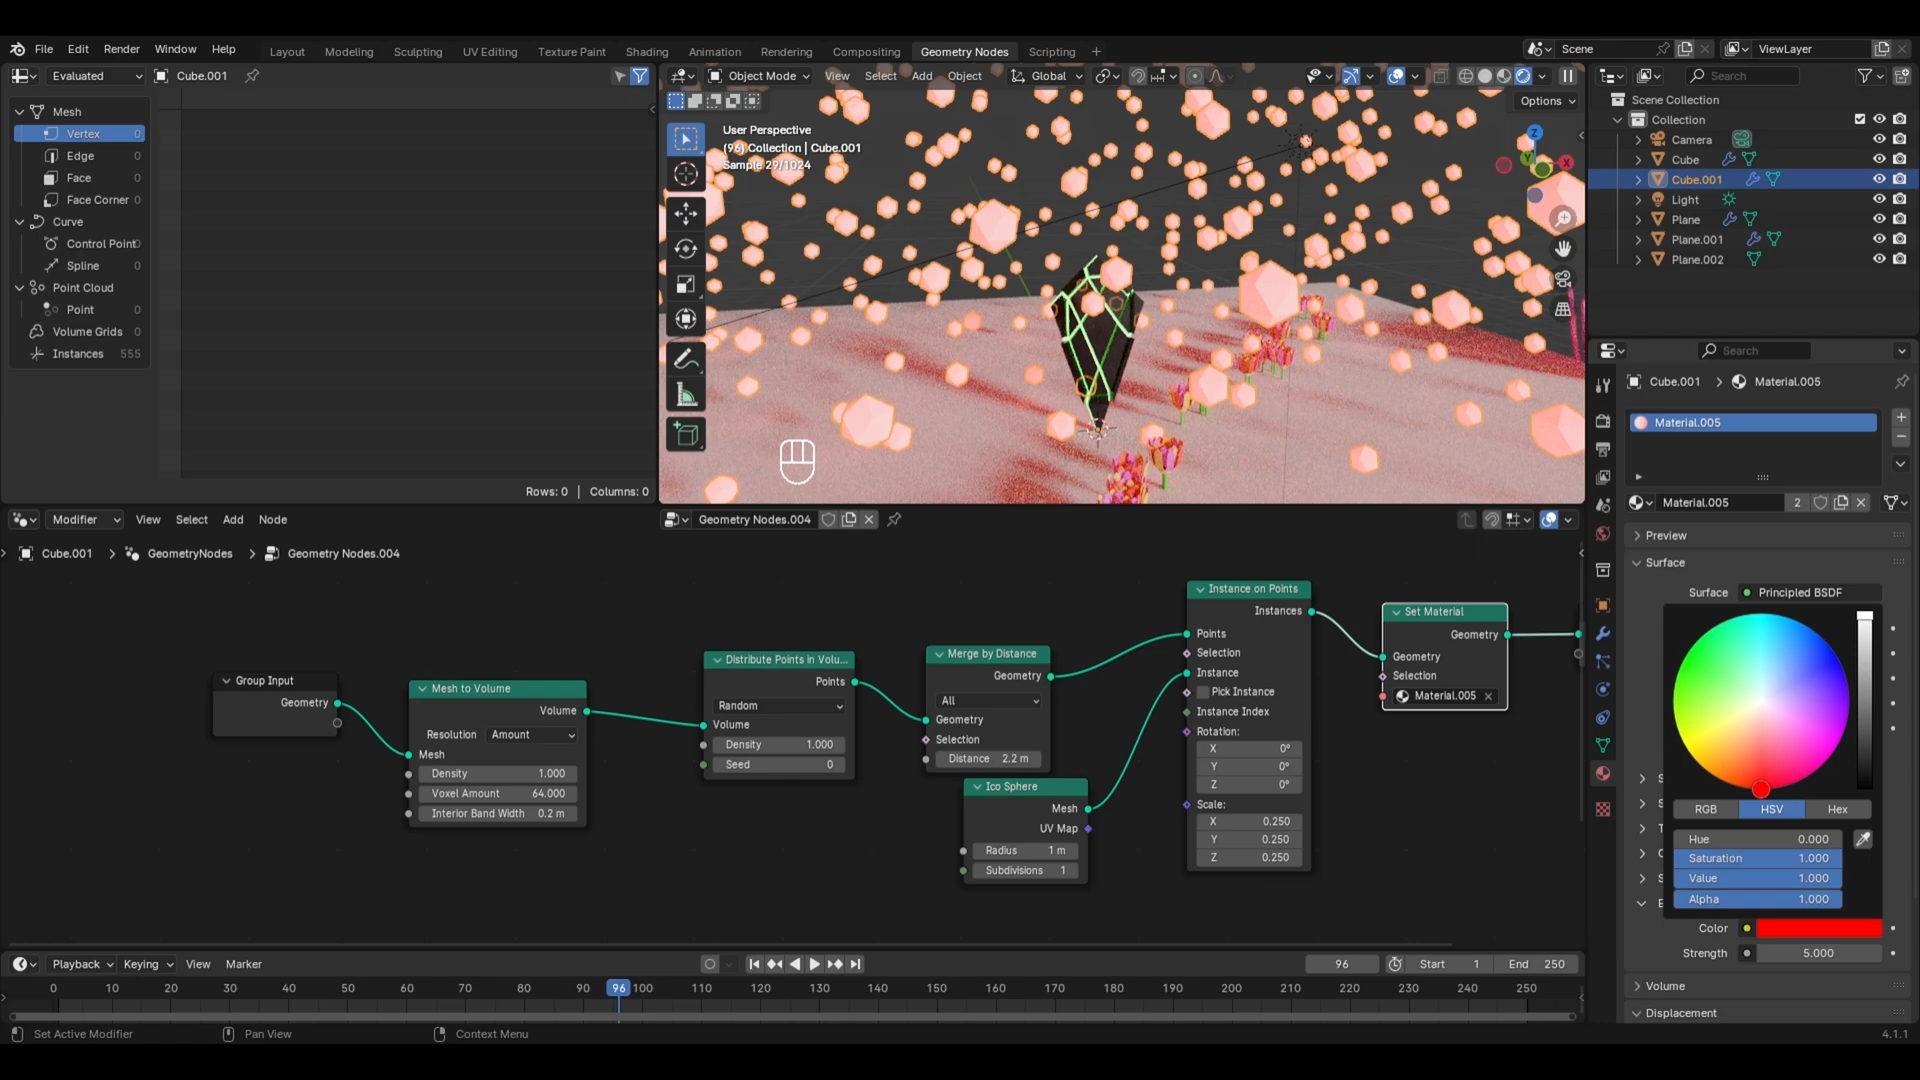 File Edit Render Window Help
Layout Modeling Sculpting UV Editing Texture Paint Shading Animation Rendering Compositing Geometry Nodes Scripting +
Scene
ViewLayer
Evaluated
Cube.001
Mesh
Vertex 0
Edge 0
Face 0
Face Corner 0
Curve
Control Point 0
Spline 0
Point Cloud
Point 0
Volume Grids 0
Instances 555
Rows: 0 | Columns: 0
Object Mode View Select Add Object Global
Options
User Perspective
(96) Collection | Cube.001
Sample 29/1024
Z
Y
X
Search
Scene Collection
Collection
Camera
Cube
Cube.001
Light
Plane
Plane.001
Plane.002
Search
Cube.001 > Material.005
Material.005
Material.005 2
Preview
Surface
Surface Principled BSDF
RGB HSV Hex
Hue 0.000
Saturation 1.000
Value 1.000
Alpha 1.000
Color
Strength 5.000
Volume
Displacement
Modifier View Select Add Node
Geometry Nodes.004
Cube.001 > GeometryNodes > Geometry Nodes.004
Group Input
Geometry
Mesh to Volume
Volume
Resolution Amount
Mesh
Density 1.000
Voxel Amount 64.000
Interior Band Width 0.2 m
Distribute Points in Volu...
Points
Random
Volume
Density 1.000
Seed 0
Merge by Distance
Geometry
All
Geometry
Selection
Distance 2.2 m
Ico Sphere
Mesh
UV Map
Radius 1 m
Subdivisions 1
Instance on Points
Instances
Points
Selection
Instance
Pick Instance
Instance Index
Rotation:
X 0°
Y 0°
Z 0°
Scale:
X 0.250
Y 0.250
Z 0.250
Set Material
Geometry
Geometry
Selection
Material.005
Playback Keying View Marker
96
Start 1
End 250
0 10 20 30 40 50 60 70 80 90 96 100 110 120 130 140 150 160 170 180 190 200 210 220 230 240 250
Set Active Modifier
Pan View
Context Menu
4.1.1